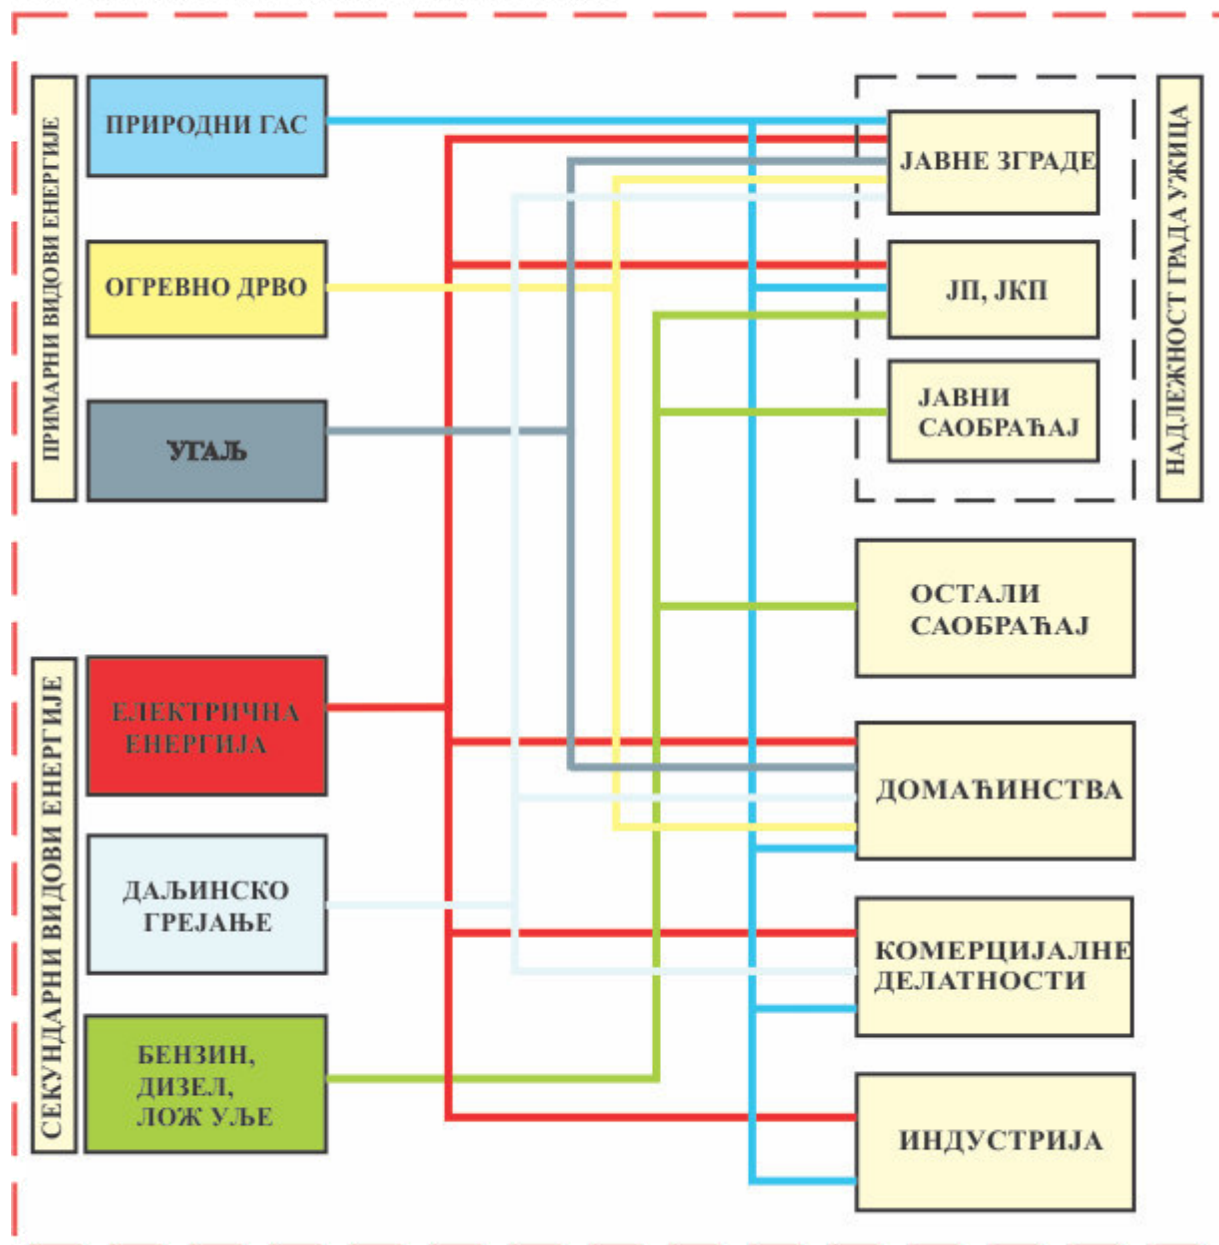 ПРИМАРНИ ВИДОВИ ЕНЕРГИЈЕ
ПРИРОДНИ ГАС
ОГРЕВНО ДРВО
УГАЉ
СЕКУНДАРНИ ВИДОВИ ЕНЕРГИЈЕ
ЕЛЕКТРИЧНА
ЕНЕРГИЈА
ДАЉИНСКО
ГРЕЈАЊЕ
БЕНЗИН,
ДИЗЕЛ,
ЛОЖ УЉЕ
ЈАВНЕ ЗГРАДЕ
ЈП, ЈКП
ЈАВНИ
САОБРАЋАЈ
НАДЛЕЖНОСТ ГРАДА УЖИЦА
ОСТАЛИ
САОБРАЋАЈ
ДОМАЋИНСТВА
КОМЕРЦИЈАЛНЕ
ДЕЛАТНОСТИ
ИНДУСТРИЈА